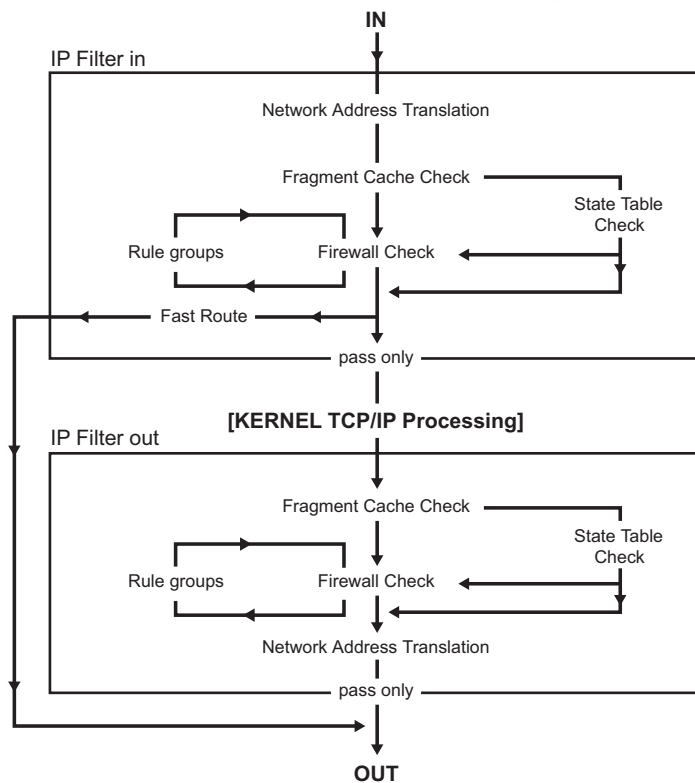 IN
IP Filter in
Network Address Translation
Fragment Cache Check
State Table
Check
Rule groups
Firewall Check
Fast Route
pass only
[KERNEL TCP/IP Processing]
IP Filter out
Fragment Cache Check
State Table
Check
Rule groups
Firewall Check
Network Address Translation
pass only
OUT